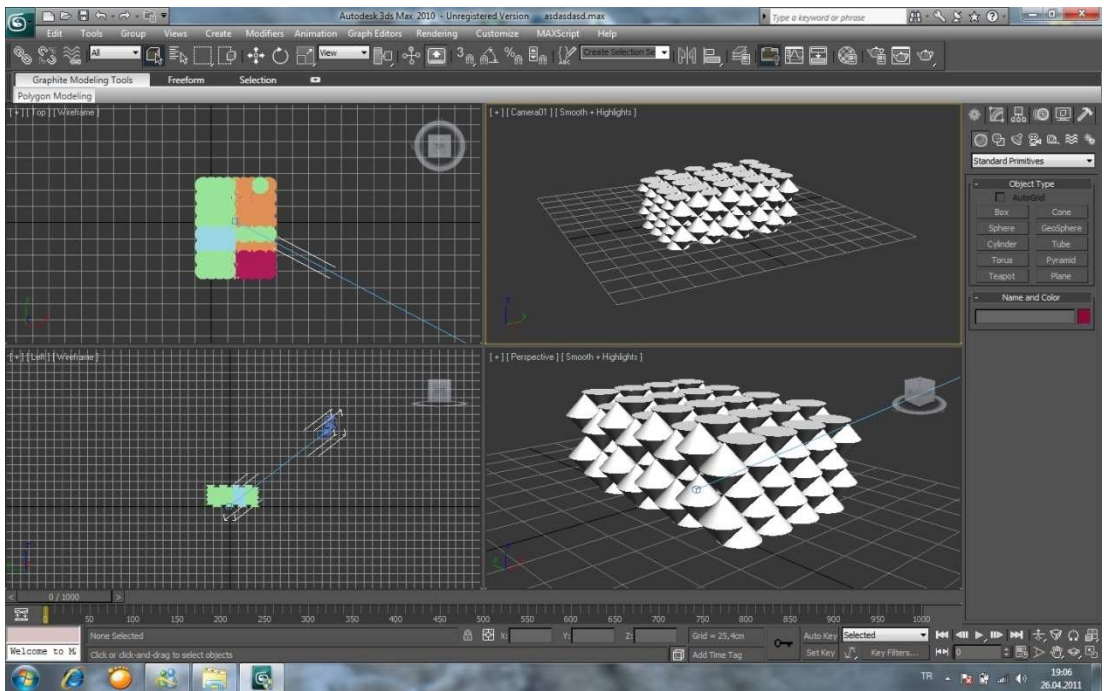 Autodesk 3ds Max 2010 - Unregistered Version asdasdasd.max
Type a keyword or phrase
Edit Tools Group Views Create Modifiers Animation Graph Editors Rendering Customize MAXScript Help
All
View
Create Selection Se
Graphite Modeling Tools Freeform Selection
Polygon Modeling
[ + ] [ Top ] [ Wireframe ]
[ + ] [ Camera01 ] [ Smooth + Highlights ]
Standard Primitives
Object Type
AutoGrid
Box Cone
Sphere GeoSphere
Cylinder Tube
Torus Pyramid
Teapot Plane
Name and Color
[ + ] [ Left ] [ Wireframe ]
[ + ] [ Perspective ] [ Smooth + Highlights ]
0 / 1000
50 100 150 200 250 300 350 400 450 500 550 600 650 700 750 800 850 900 950 1000
None Selected
X: Y: Z:
Grid = 25,4cm
Auto Key
Selected
Welcome to M
Click or click-and-drag to select objects
Add Time Tag
Set Key
Key Filters...
0
TR
19:06
26.04.2011